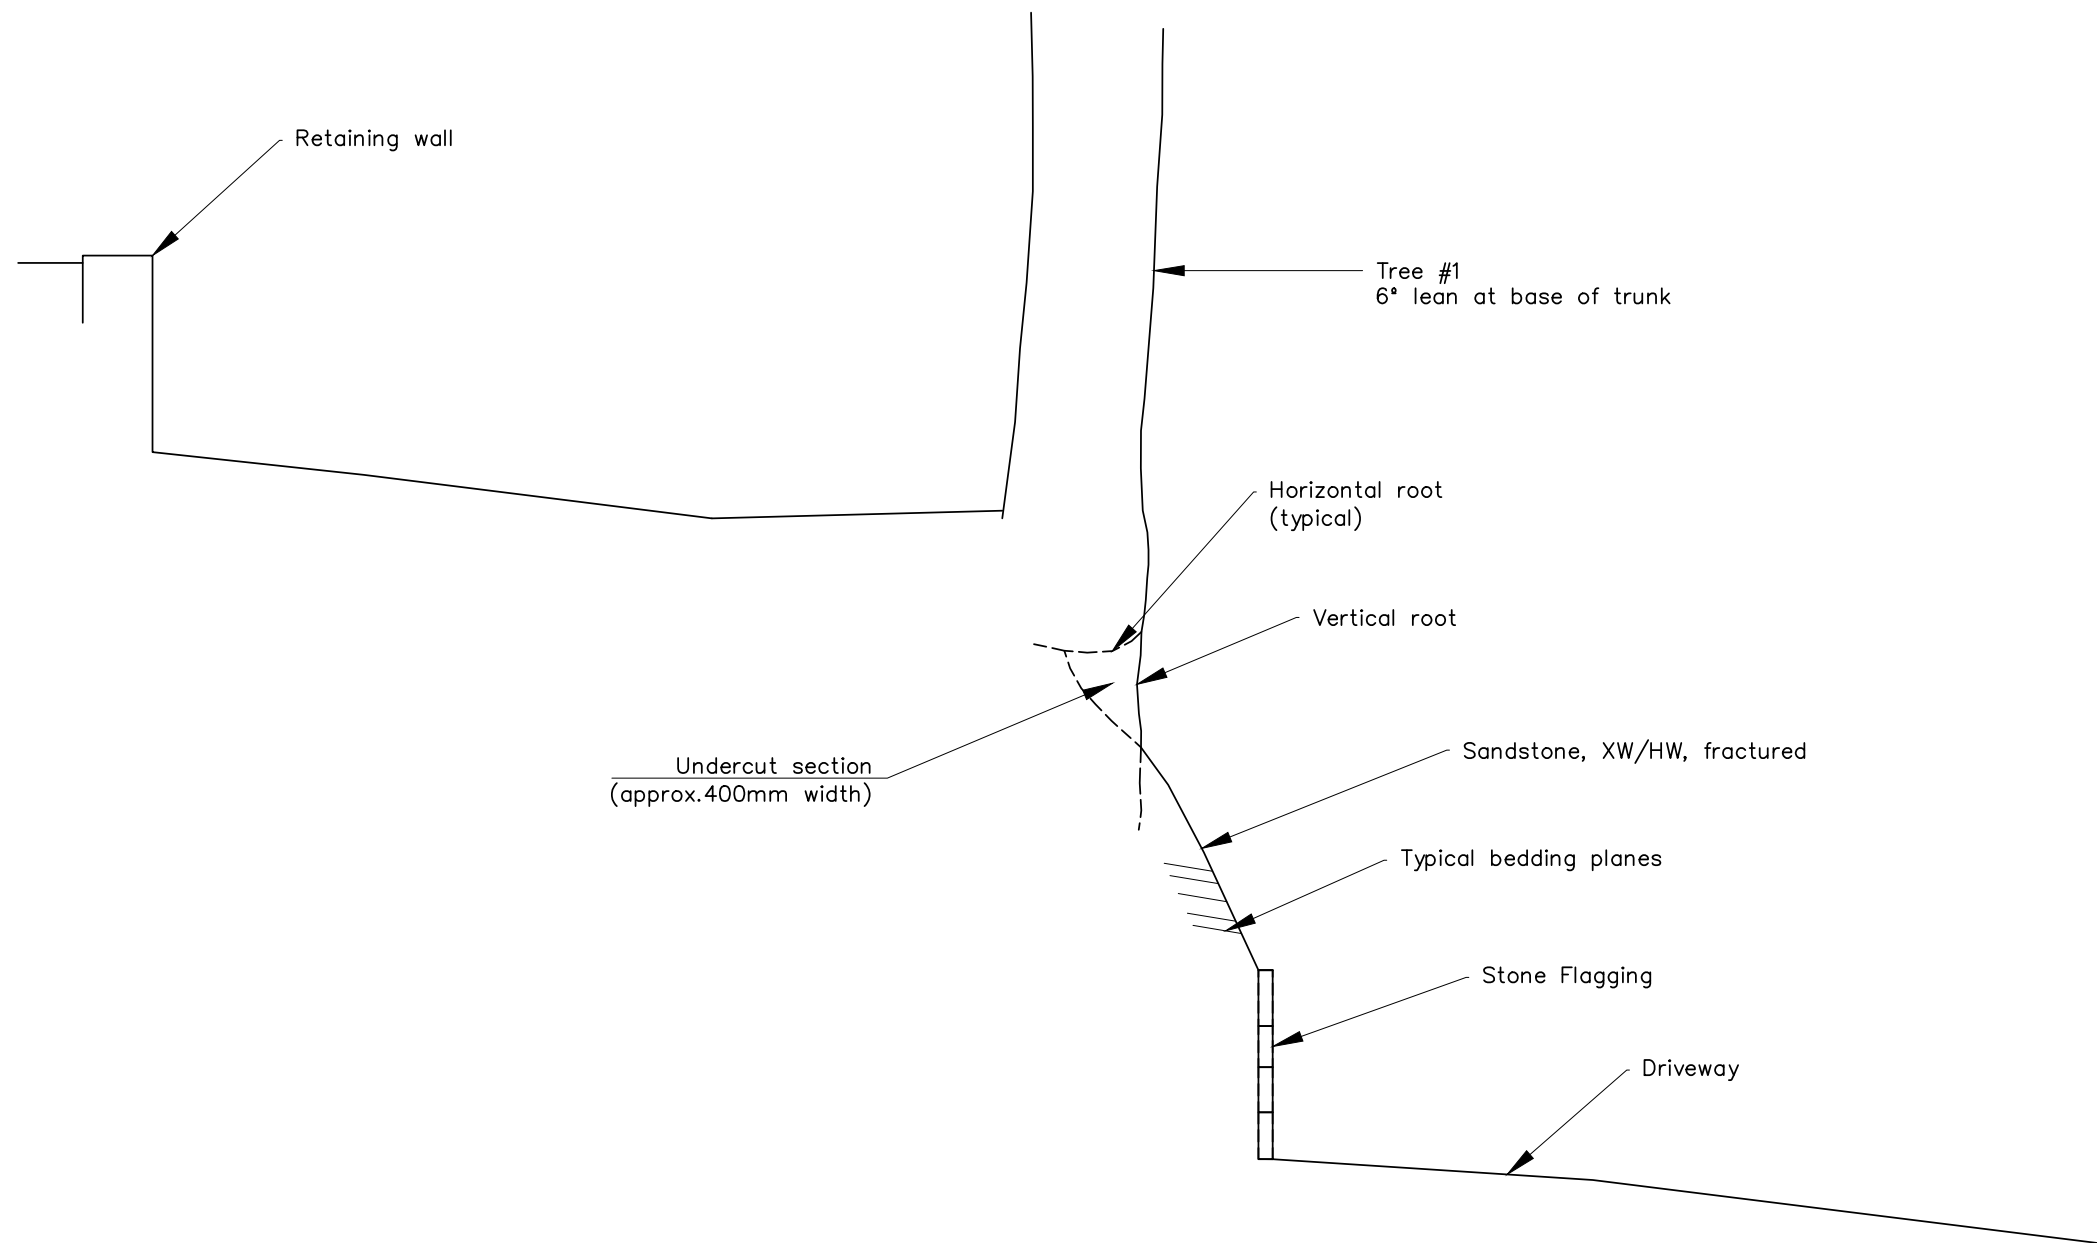 Retaining wall
Tree #1
6° lean at base of trunk
Horizontal root
(typical)
Vertical root
Undercut section
(approx.400mm width)
Sandstone, XW/HW, fractured
Typical bedding planes
Stone Flagging
Driveway